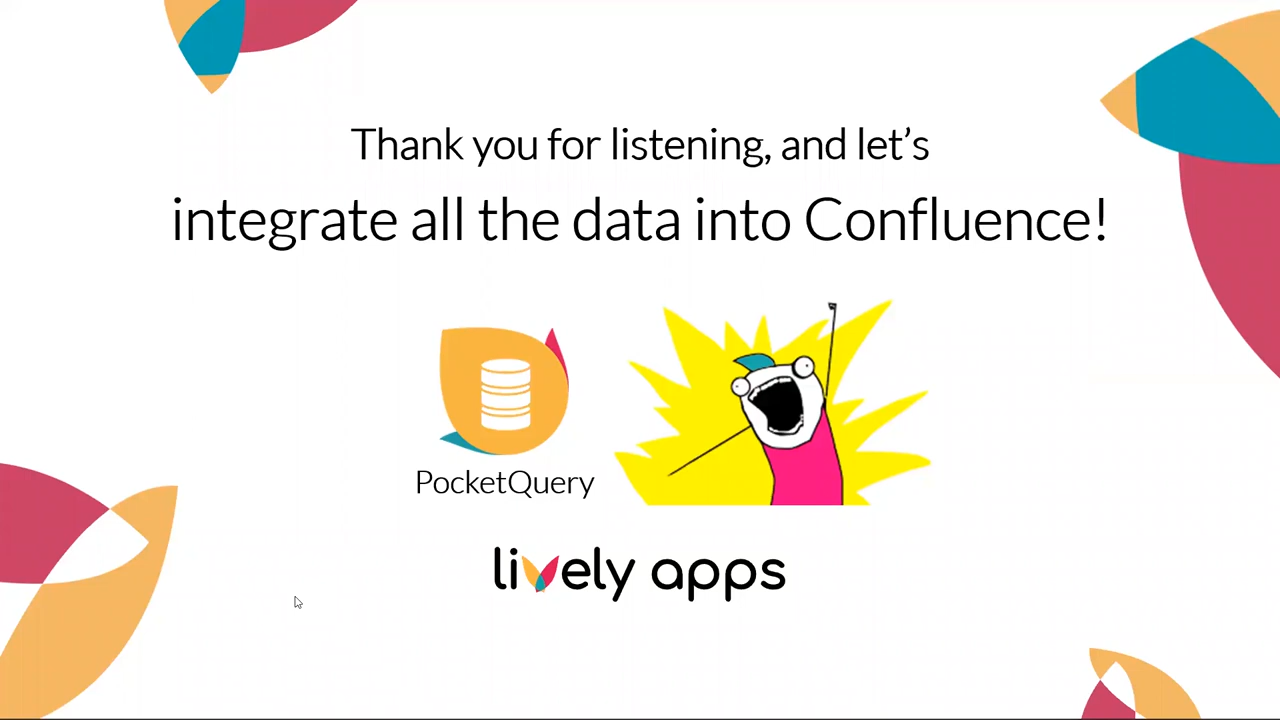 Thank you for listening, and let’s
integrate all the data into Confluence!
PocketQuery
lively apps